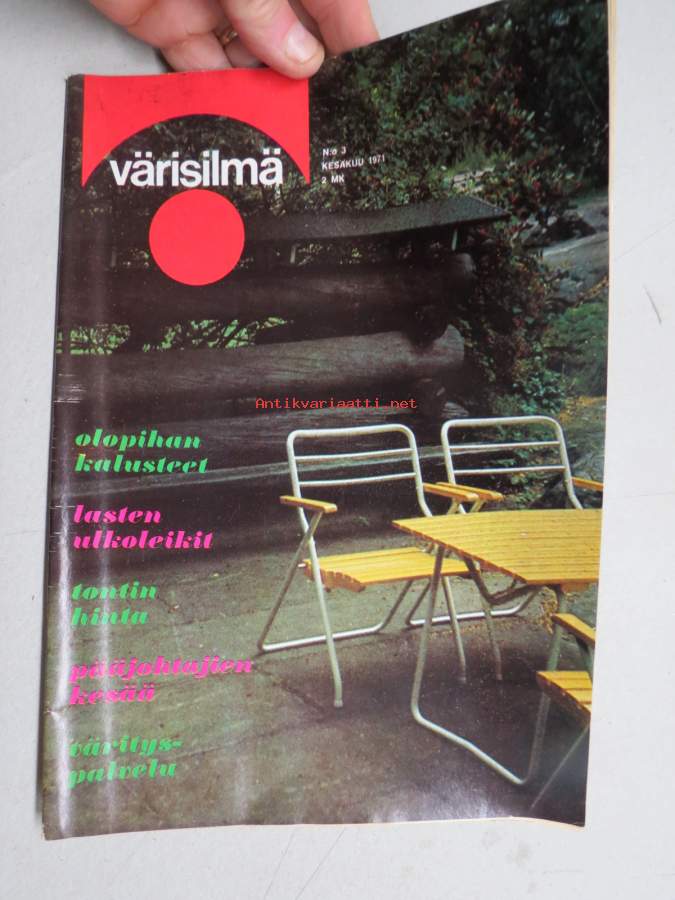 värisilmä
N:o 3
KESÄKUU 1971
2 MK
Antikvariaatti.net
olopihan
kalusteet
lasten
ulkoleikit
tontin
hinta
pääjohtajien
kesää
väritys-
palvelu